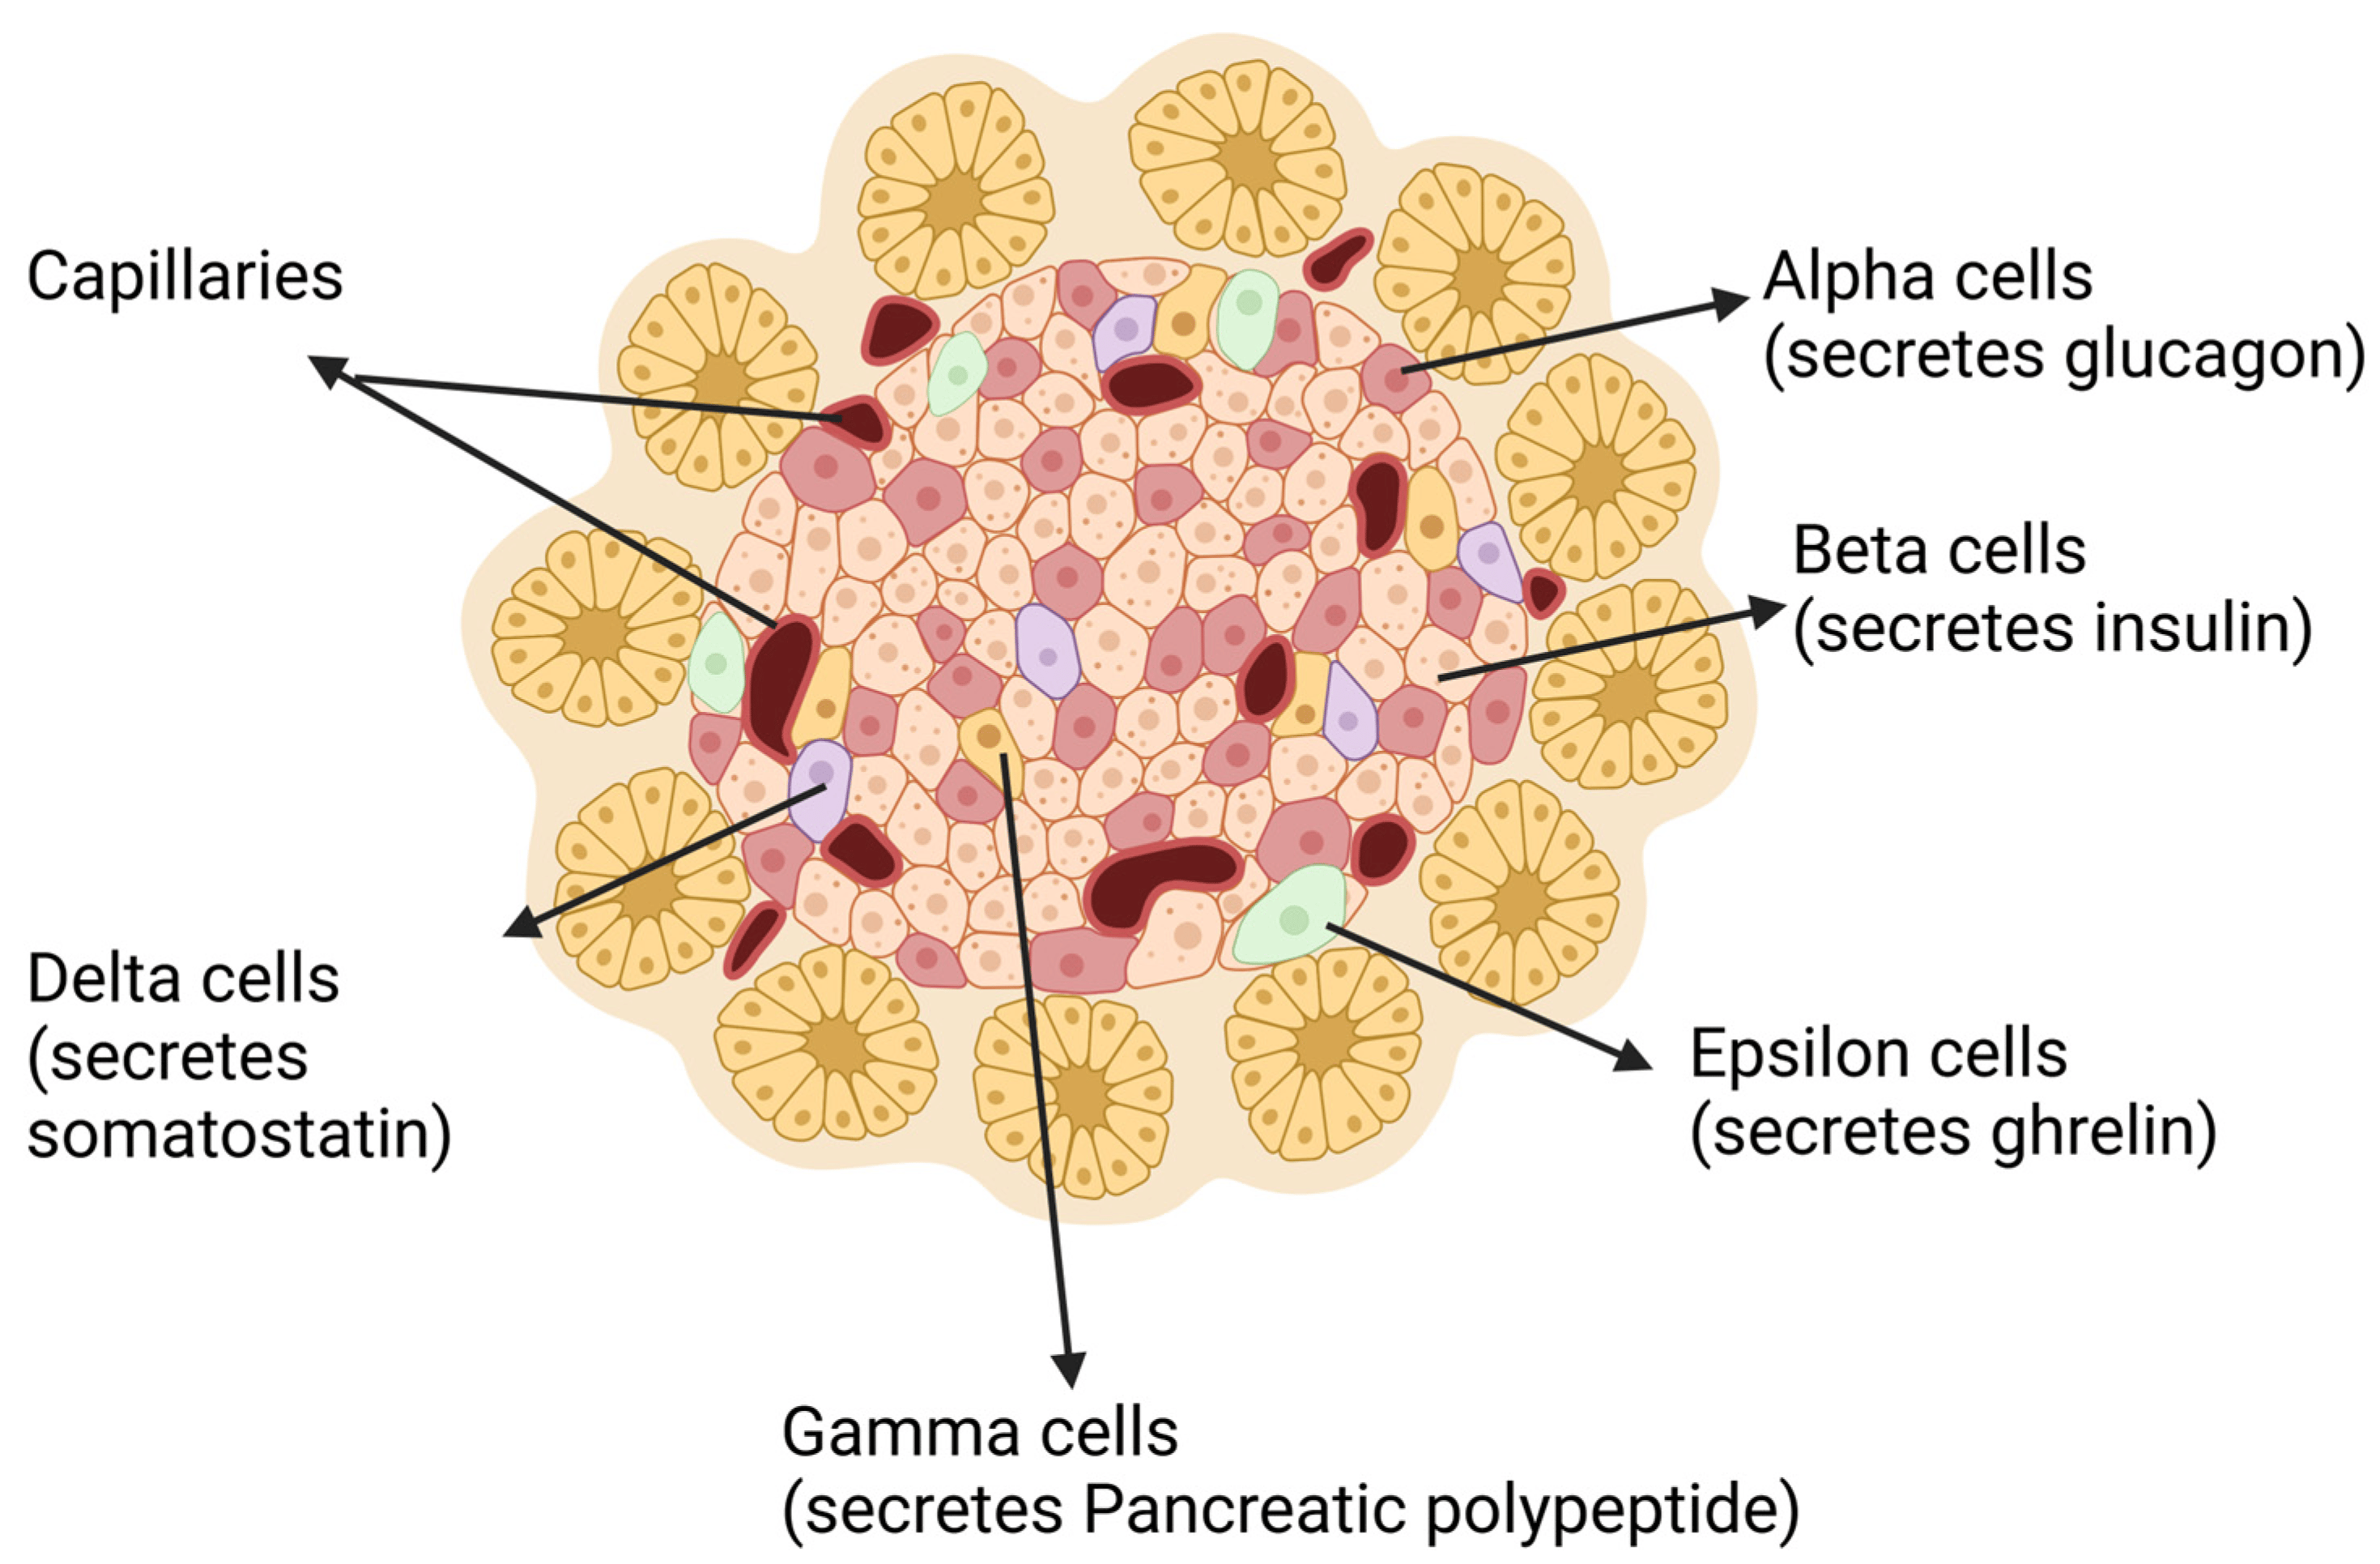 Capillaries
Alpha cells
(secretes glucagon)
Beta cells
(secretes insulin)
Delta cells
(secretes
somatostatin)
Epsilon cells
(secretes ghrelin)
Gamma cells
(secretes Pancreatic polypeptide)